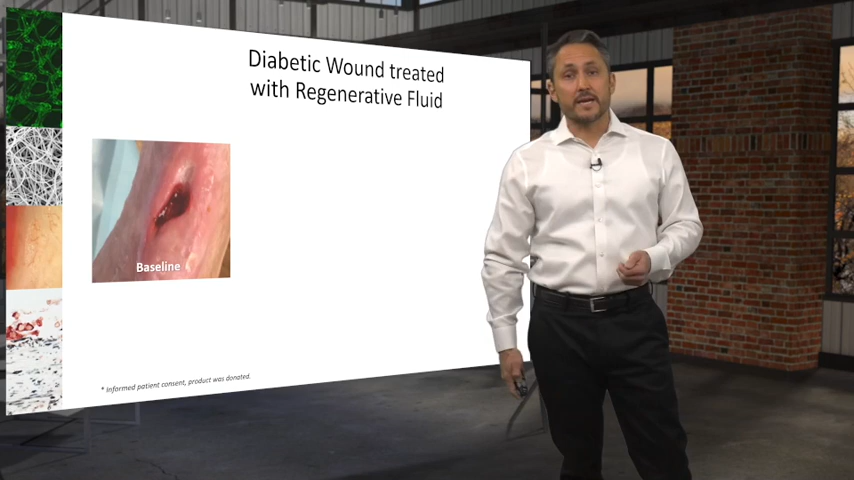 Diabetic Wound treated
with Regenerative Fluid
Baseline
* Informed patient consent, product was donated.